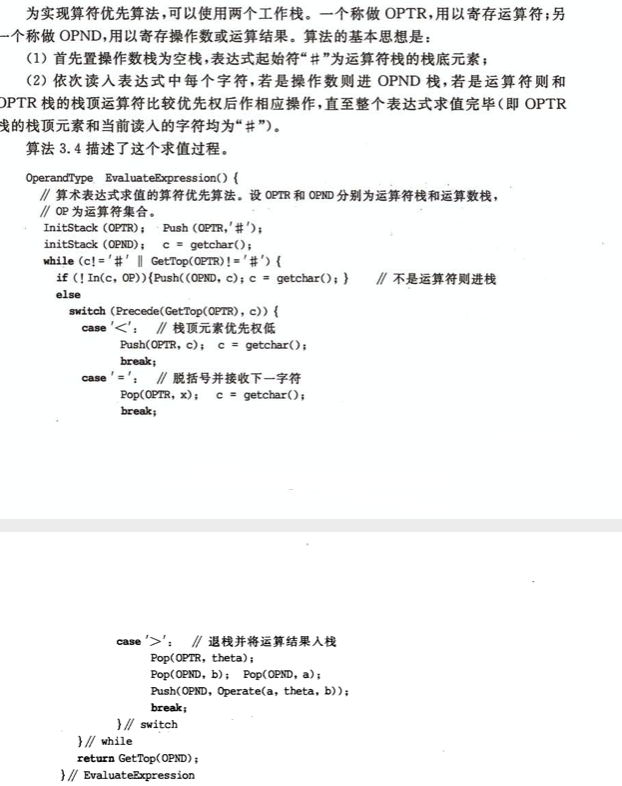 为实现算符优先算法,可以使用两个工作栈。一个称做 OPTR,用以寄存运算符;另
一个称做 OPND,用以寄存操作数或运算结果。算法的基本思想是:
(1) 首先置操作数栈为空栈,表达式起始符“#”为运算符栈的栈底元素;
(2) 依次读入表达式中每个字符,若是操作数则进 OPND 栈,若是运算符则和
OPTR 栈的栈顶运算符比较优先权后作相应操作,直至整个表达式求值完毕(即 OPTR
栈的栈顶元素和当前读入的字符均为“#”)。
算法 3.4 描述了这个求值过程。
OperandType EvaluateExpression() {
// 算术表达式求值的算符优先算法。设 OPTR 和 OPND 分别为运算符栈和运算数栈,
// OP 为运算符集合。
InitStack (OPTR); Push (OPTR,'#');
initStack (OPND); c = getchar();
while (c!='#' || GetTop(OPTR)!='#') {
if (! In(c, OP)){Push((OPND, c); c = getchar(); } // 不是运算符则进栈
else
switch (Precede(GetTop(OPTR), c)) {
case '<': // 栈顶元素优先权低
Push(OPTR, c); c = getchar();
break;
case '=': // 脱括号并接收下一字符
Pop(OPTR, x); c = getchar();
break;
case '>': // 退栈并将运算结果入栈
Pop(OPTR, theta);
Pop(OPND, b); Pop(OPND, a);
Push(OPND, Operate(a, theta, b));
break;
}// switch
}// while
return GetTop(OPND);
}// EvaluateExpression